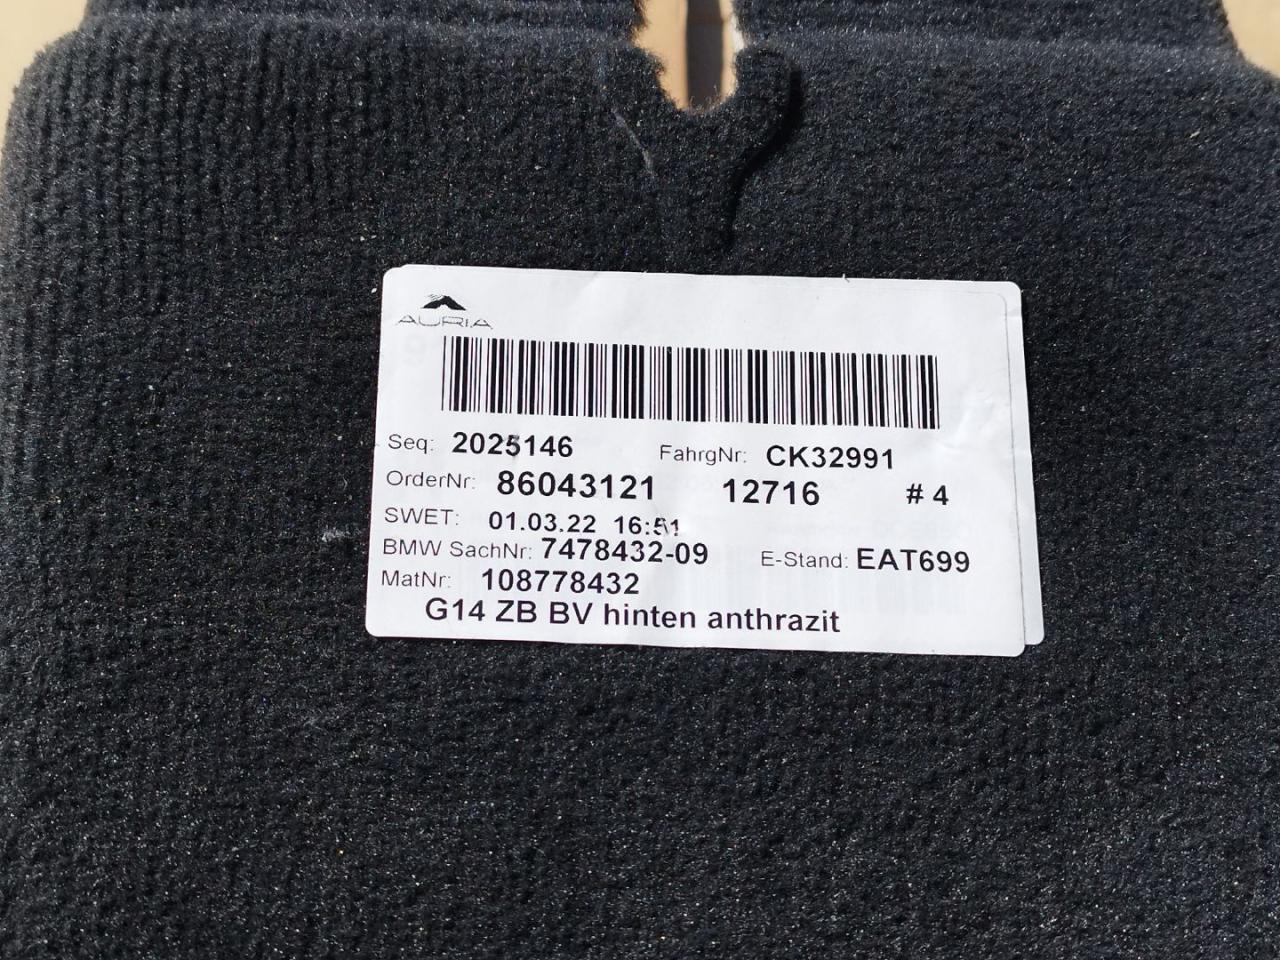 AURIA
Seq: 2025146 FahrgNr: CK32991
OrderNr: 86043121 12716 # 4
SWET: 01.03.22 16:51
BMW SachNr: 7478432-09 E-Stand: EAT699
MatNr: 108778432
G14 ZB BV hinten anthrazit